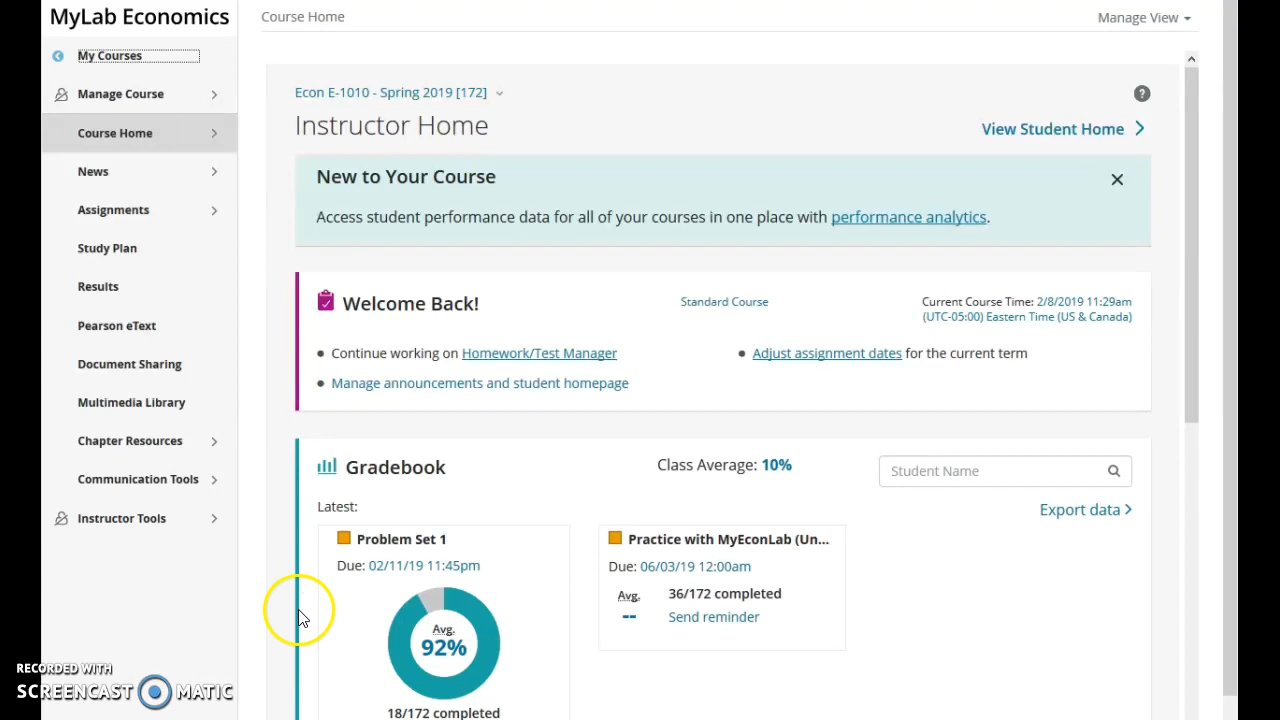 MyLab Economics
Course Home
Manage View
My Courses
Manage Course
Course Home
News
Assignments
Study Plan
Results
Pearson eText
Document Sharing
Multimedia Library
Chapter Resources
Communication Tools
Instructor Tools
Econ E-1010 - Spring 2019 [172]
?
Instructor Home
View Student Home
New to Your Course
Access student performance data for all of your courses in one place with performance analytics.
Welcome Back!
Standard Course
Current Course Time: 2/8/2019 11:29am
(UTC-05:00) Eastern Time (US & Canada)
• Continue working on Homework/Test Manager
• Adjust assignment dates for the current term
• Manage announcements and student homepage
Gradebook
Class Average: 10%
Student Name
Export data
Latest:
Problem Set 1
Due: 02/11/19 11:45pm
Avg.
92%
18/172 completed
Practice with MyEconLab (Un...
Due: 06/03/19 12:00am
Avg. 36/172 completed
-- Send reminder
RECORDED WITH
SCREENCAST MATIC